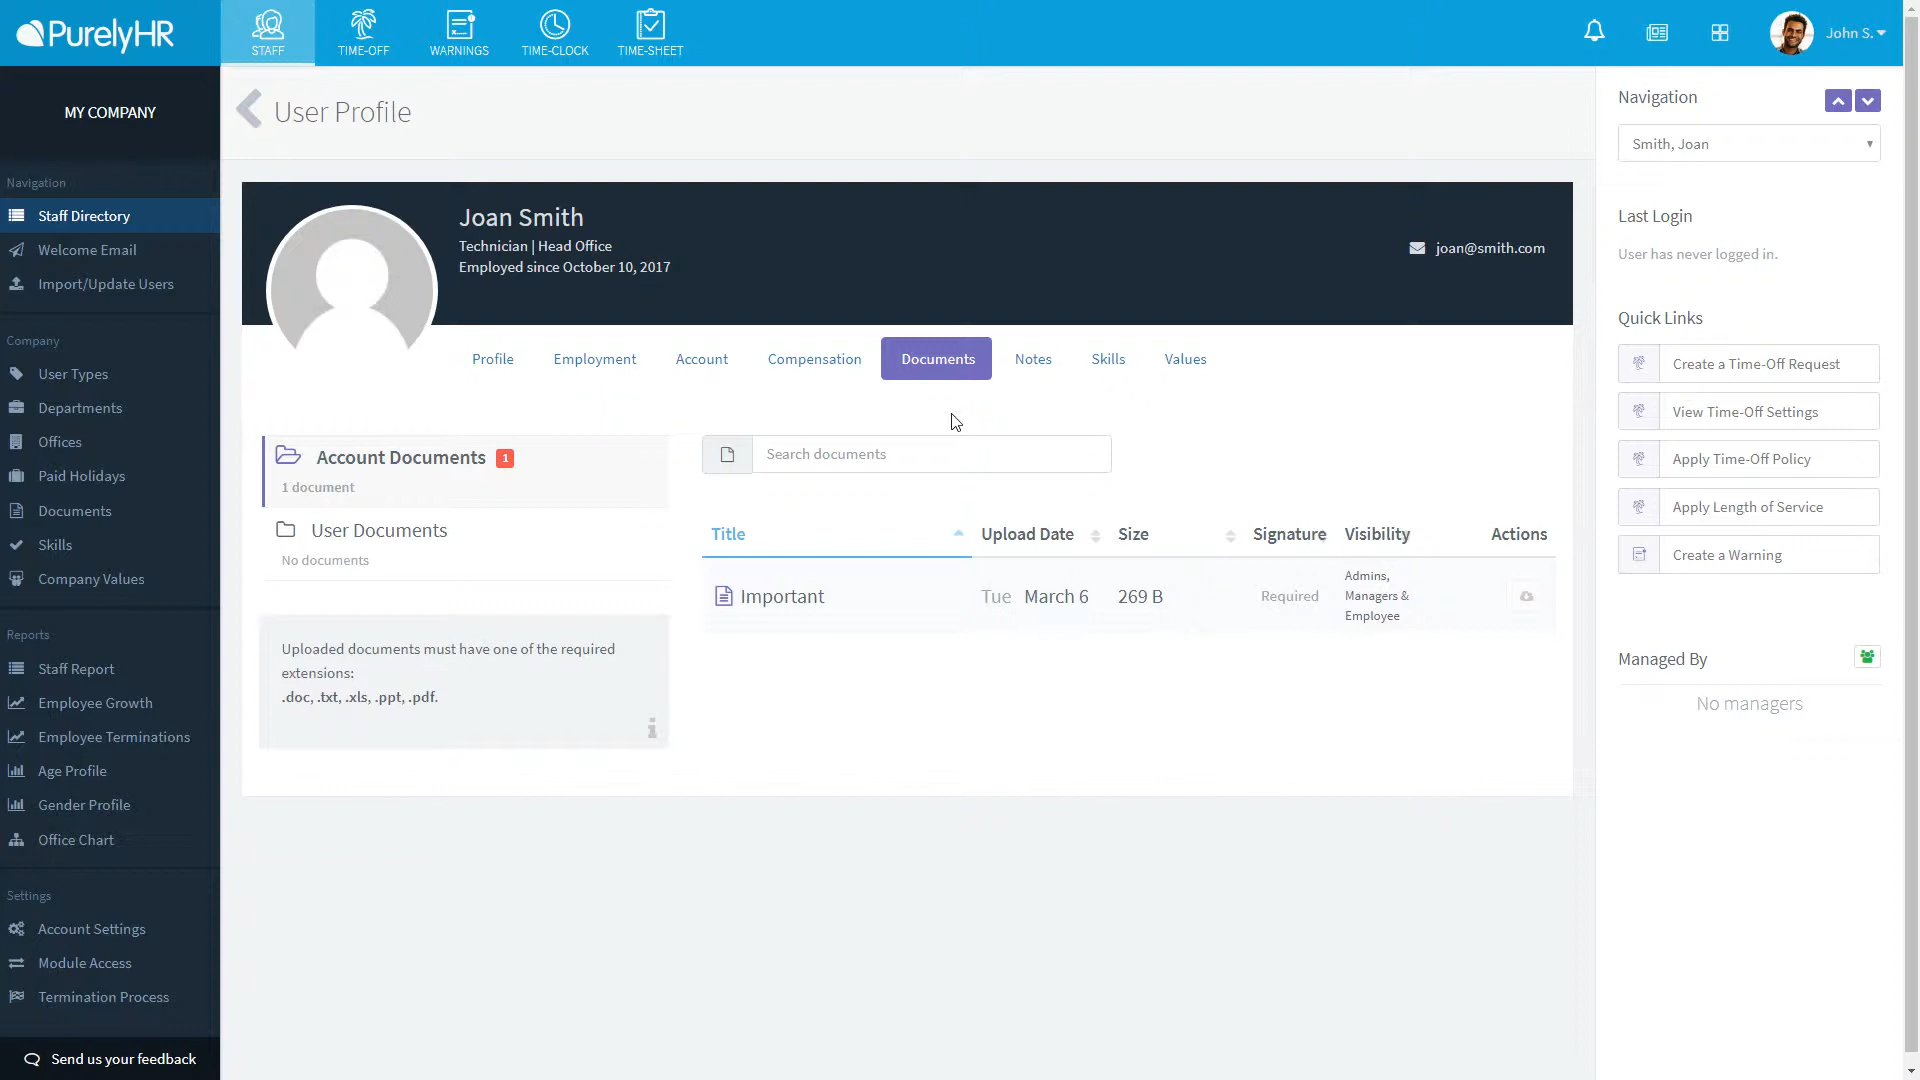 PurelyHR
STAFF
TIME-OFF
WARNINGS
TIME-CLOCK
TIME-SHEET
John S.
MY COMPANY
Navigation
Staff Directory
Welcome Email
Import/Update Users
Company
User Types
Departments
Offices
Paid Holidays
Documents
Skills
Company Values
Reports
Staff Report
Employee Growth
Employee Terminations
Age Profile
Gender Profile
Office Chart
Settings
Account Settings
Module Access
Termination Process
Send us your feedback
User Profile
Joan Smith
Technician | Head Office
Employed since October 10, 2017
joan@smith.com
Profile
Employment
Account
Compensation
Documents
Notes
Skills
Values
Account Documents 1
1 document
User Documents
No documents
Uploaded documents must have one of the required
extensions:
.doc, .txt, .xls, .ppt, .pdf.
Search documents
Title Upload Date Size Signature Visibility Actions
Important Tue March 6 269 B Required
Admins,
Managers &
Employee
Navigation
Smith, Joan
Last Login
User has never logged in.
Quick Links
Create a Time-Off Request
View Time-Off Settings
Apply Time-Off Policy
Apply Length of Service
Create a Warning
Managed By
No managers